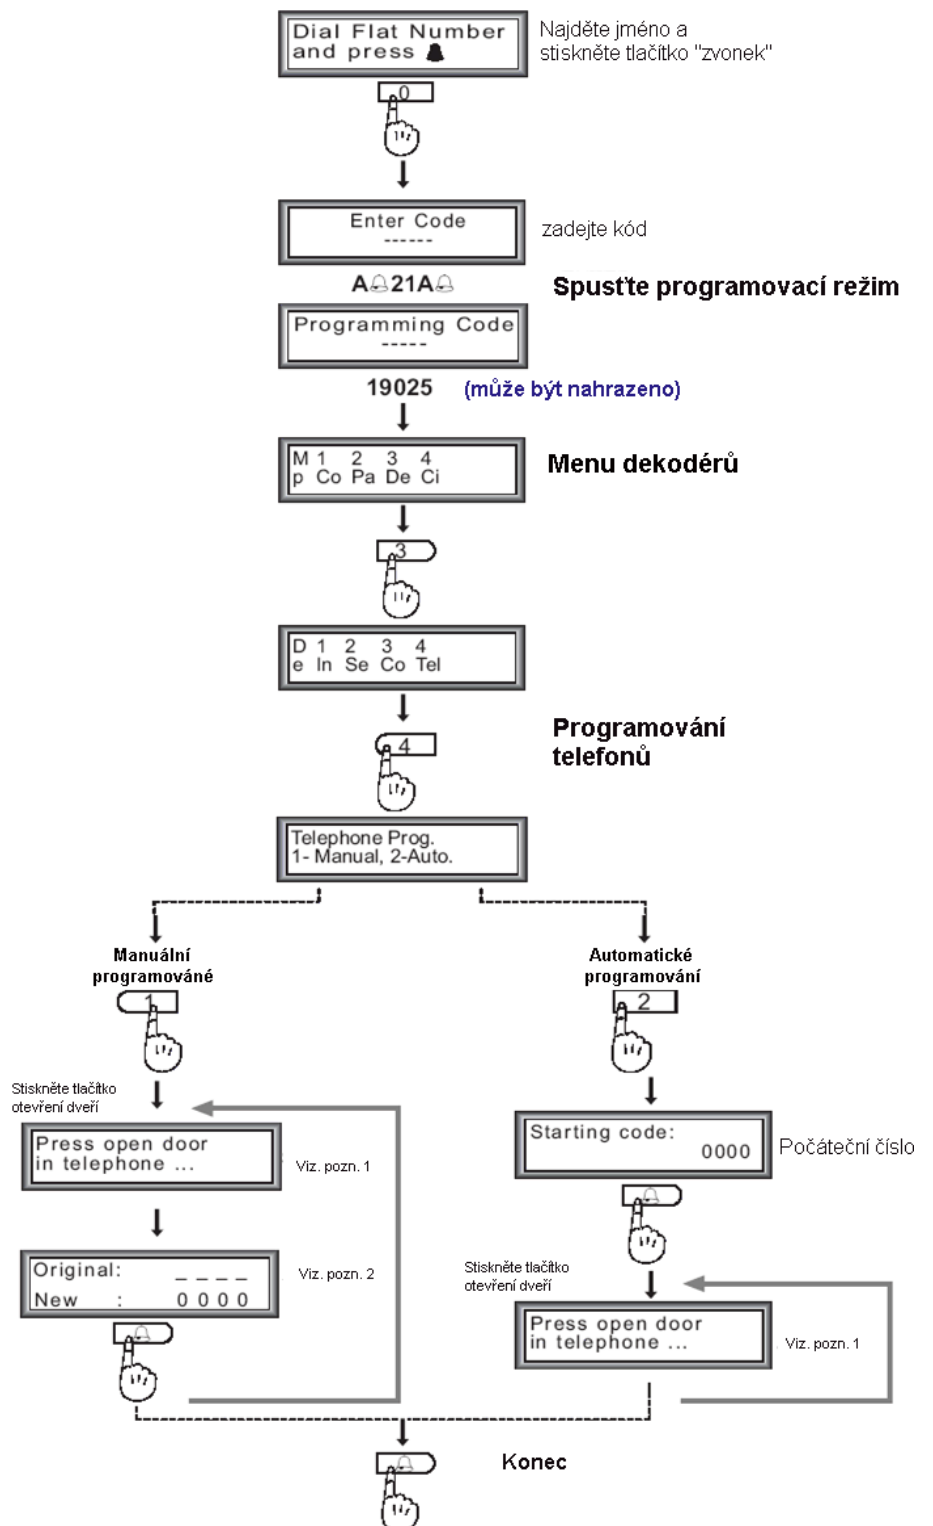 Dial Flat Number
and press
Najděte jméno a
stiskněte tlačítko "zvonek"
0
Enter Code
------
zadejte kód
A🔔21A🔔
Spusťte programovací režim
Programming Code
-----
19025 (může být nahrazeno)
M 1 2 3 4
p Co Pa De Ci
Menu dekodérů
3
D 1 2 3 4
e In Se Co Tel
4
Programování
telefonů
Telephone Prog.
1- Manual, 2-Auto.
Manuální
programováné
1
Stiskněte tlačítko
otevření dveří
Press open door
in telephone ...
Viz. pozn. 1
Original: _ _ _ _
New : 0 0 0 0
Viz. pozn. 2
Automatické
programování
2
Starting code:
0000
Počáteční číslo
Stiskněte tlačítko
otevření dveří
Press open door
in telephone ...
Viz. pozn. 1
Konec